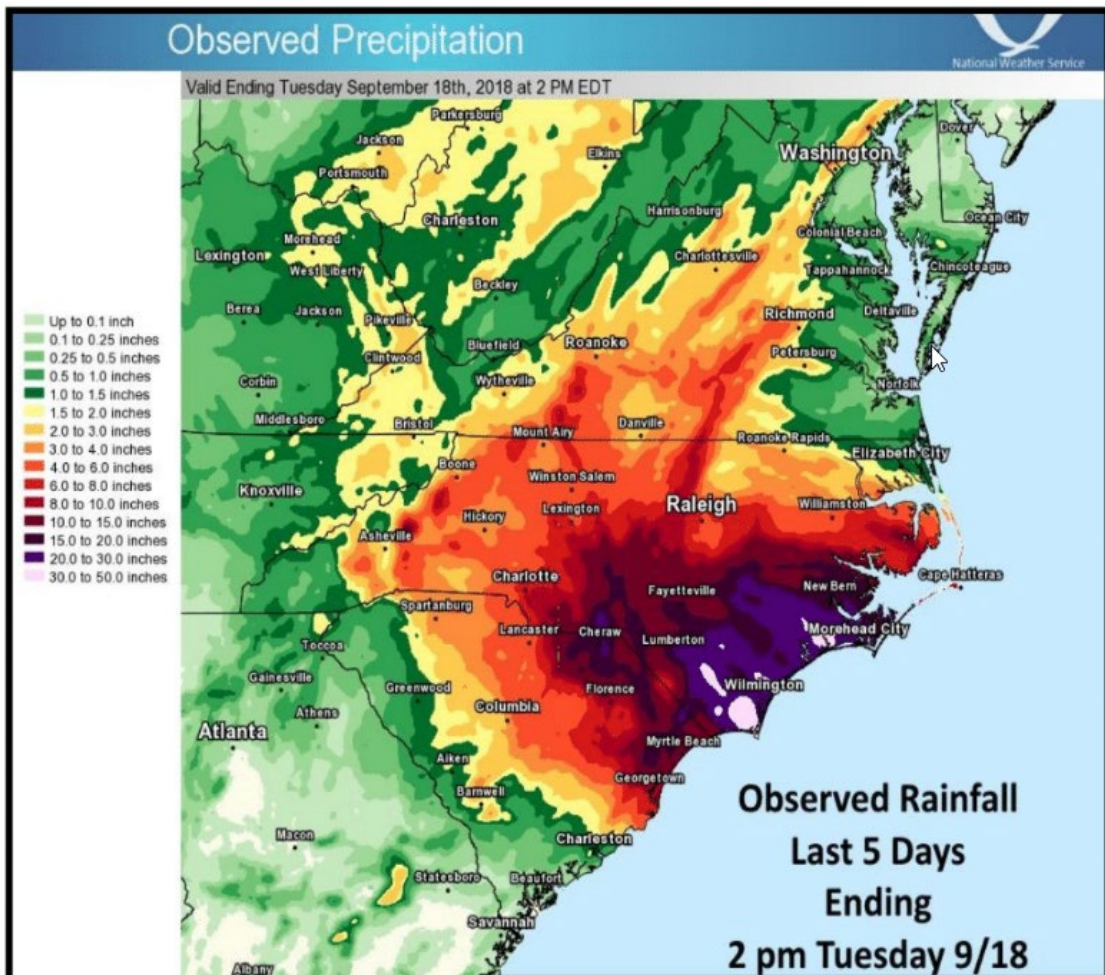 Observed Precipitation
National Weather Service
Valid Ending Tuesday September 18th, 2018 at 2 PM EDT
Parkersburg
Dover
Jackson
Elkins
Washington
Portsmouth
Charleston
Harrisonburg
Ocean City
Morehead
Colonial Beach
Lexington
Charlottesville
West Liberty
Tappahannock
Chincoteague
Beckley
Berea
Jackson
Richmond
Deltaville
Pikeville
Roanoke
Bluefield
Petersburg
Clintwood
Corbin
Wytheville
Norfolk
Middlesboro
Bristol
Danville
Mount Airy
Roanoke Rapids
Elizabeth City
Boone
Knoxville
Winston Salem
Lexington
Raleigh
Williamston
Hickory
Asheville
Charlotte
Cape Hatteras
Fayetteville
New Bern
Spartanburg
Lancaster
Cheraw
Lumberton
Morehead City
Toccoa
Gainesville
Greenwood
Florence
Wilmington
Athens
Columbia
Atlanta
Myrtle Beach
Aiken
Georgetown
Barnwell
Macon
Charleston
Statesboro
Beaufort
Savannah
Albany
Up to 0.1 inch
0.1 to 0.25 inches
0.25 to 0.5 inches
0.5 to 1.0 inches
1.0 to 1.5 inches
1.5 to 2.0 inches
2.0 to 3.0 inches
3.0 to 4.0 inches
4.0 to 6.0 inches
6.0 to 8.0 inches
8.0 to 10.0 inches
10.0 to 15.0 inches
15.0 to 20.0 inches
20.0 to 30.0 inches
30.0 to 50.0 inches
Observed Rainfall
Last 5 Days
Ending
2 pm Tuesday 9/18